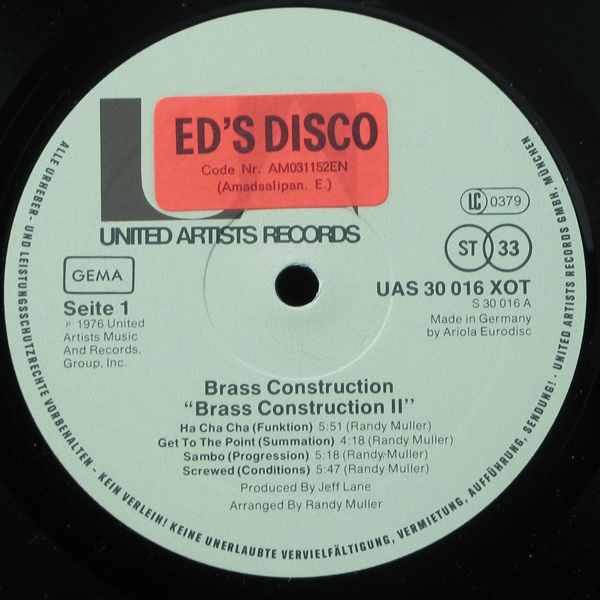 UA
ED'S DISCO
Code Nr. AM031152EN
(Amadsalipan. E.)
UNITED ARTISTS RECORDS
LC 0379
ST 33
GEMA
UAS 30 016 XOT
S 30 016 A
Made in Germany
by Ariola Eurodisc
Seite 1
℗ 1976 United
Artists Music
And Records,
Group, Inc.
Brass Construction
“Brass Construction II”
Ha Cha Cha (Funktion) 5:51 (Randy Muller)
Get To The Point (Summation) 4:18 (Randy Muller)
Sambo (Progression) 5:18 (Randy Muller)
Screwed (Conditions) 5:47 (Randy Muller)
Produced By Jeff Lane
Arranged By Randy Muller
ALLE URHEBER- UND LEISTUNGSSCHUTZRECHTE VORBEHALTEN - KEIN VERLEIH! KEINE UNERLAUBTE VERVIELFÄLTIGUNG, VERMIETUNG, AUFFÜHRUNG, SENDUNG! · UNITED ARTISTS RECORDS GMBH, MÜNCHEN